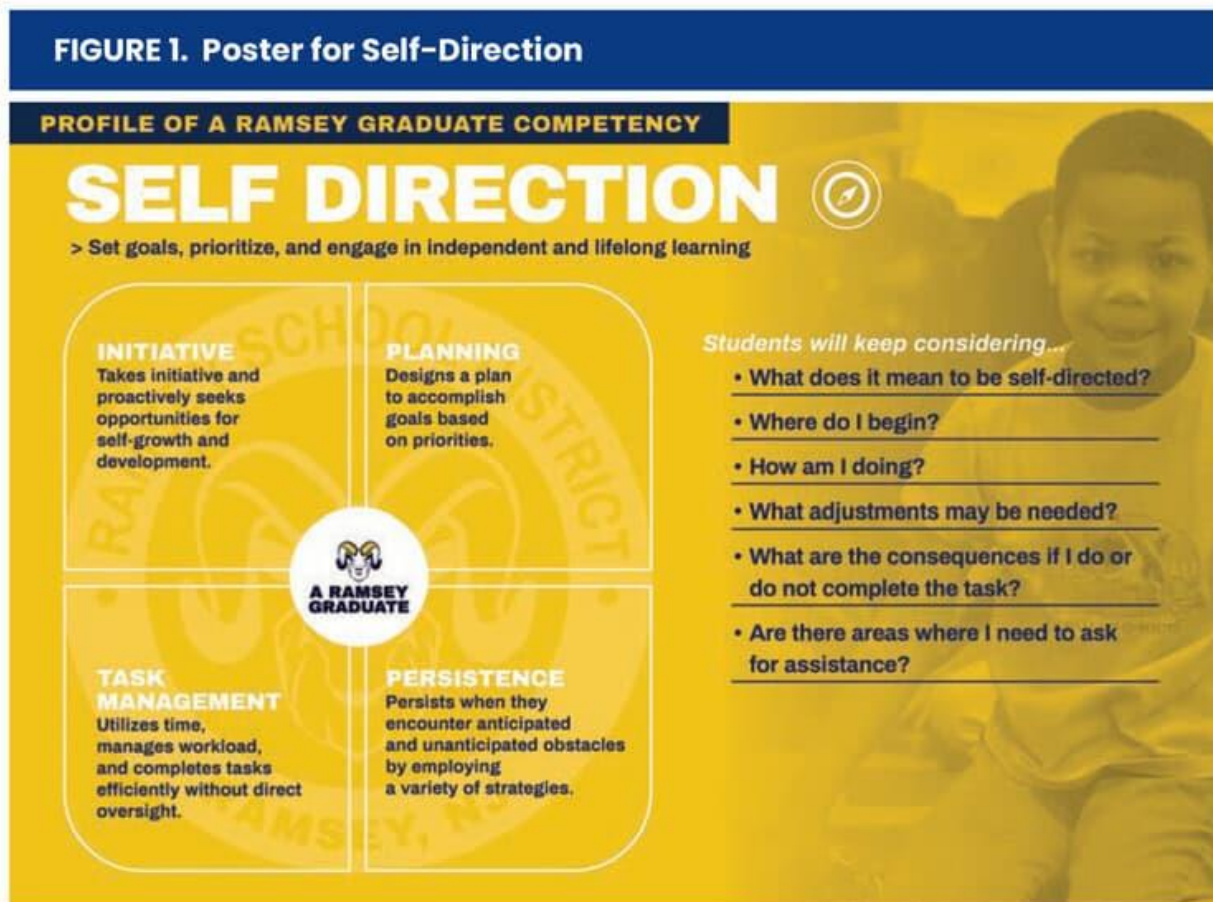 FIGURE 1. Poster for Self-Direction
PROFILE OF A RAMSEY GRADUATE COMPETENCY
SELF DIRECTION
> Set goals, prioritize, and engage in independent and lifelong learning
INITIATIVE
Takes initiative and
proactively seeks
opportunities for
self-growth and
development.
PLANNING
Designs a plan
to accomplish
goals based
on priorities.
A RAMSEY
GRADUATE
TASK
MANAGEMENT
Utilizes time,
manages workload,
and completes tasks
efficiently without direct
oversight.
PERSISTENCE
Persists when they
encounter anticipated
and unanticipated obstacles
by employing
a variety of strategies.
Students will keep considering...
• What does it mean to be self-directed?
• Where do I begin?
• How am I doing?
• What adjustments may be needed?
• What are the consequences if I do or
do not complete the task?
• Are there areas where I need to ask
for assistance?
SCHOOL DISTRICT
RAMSEY, NJ